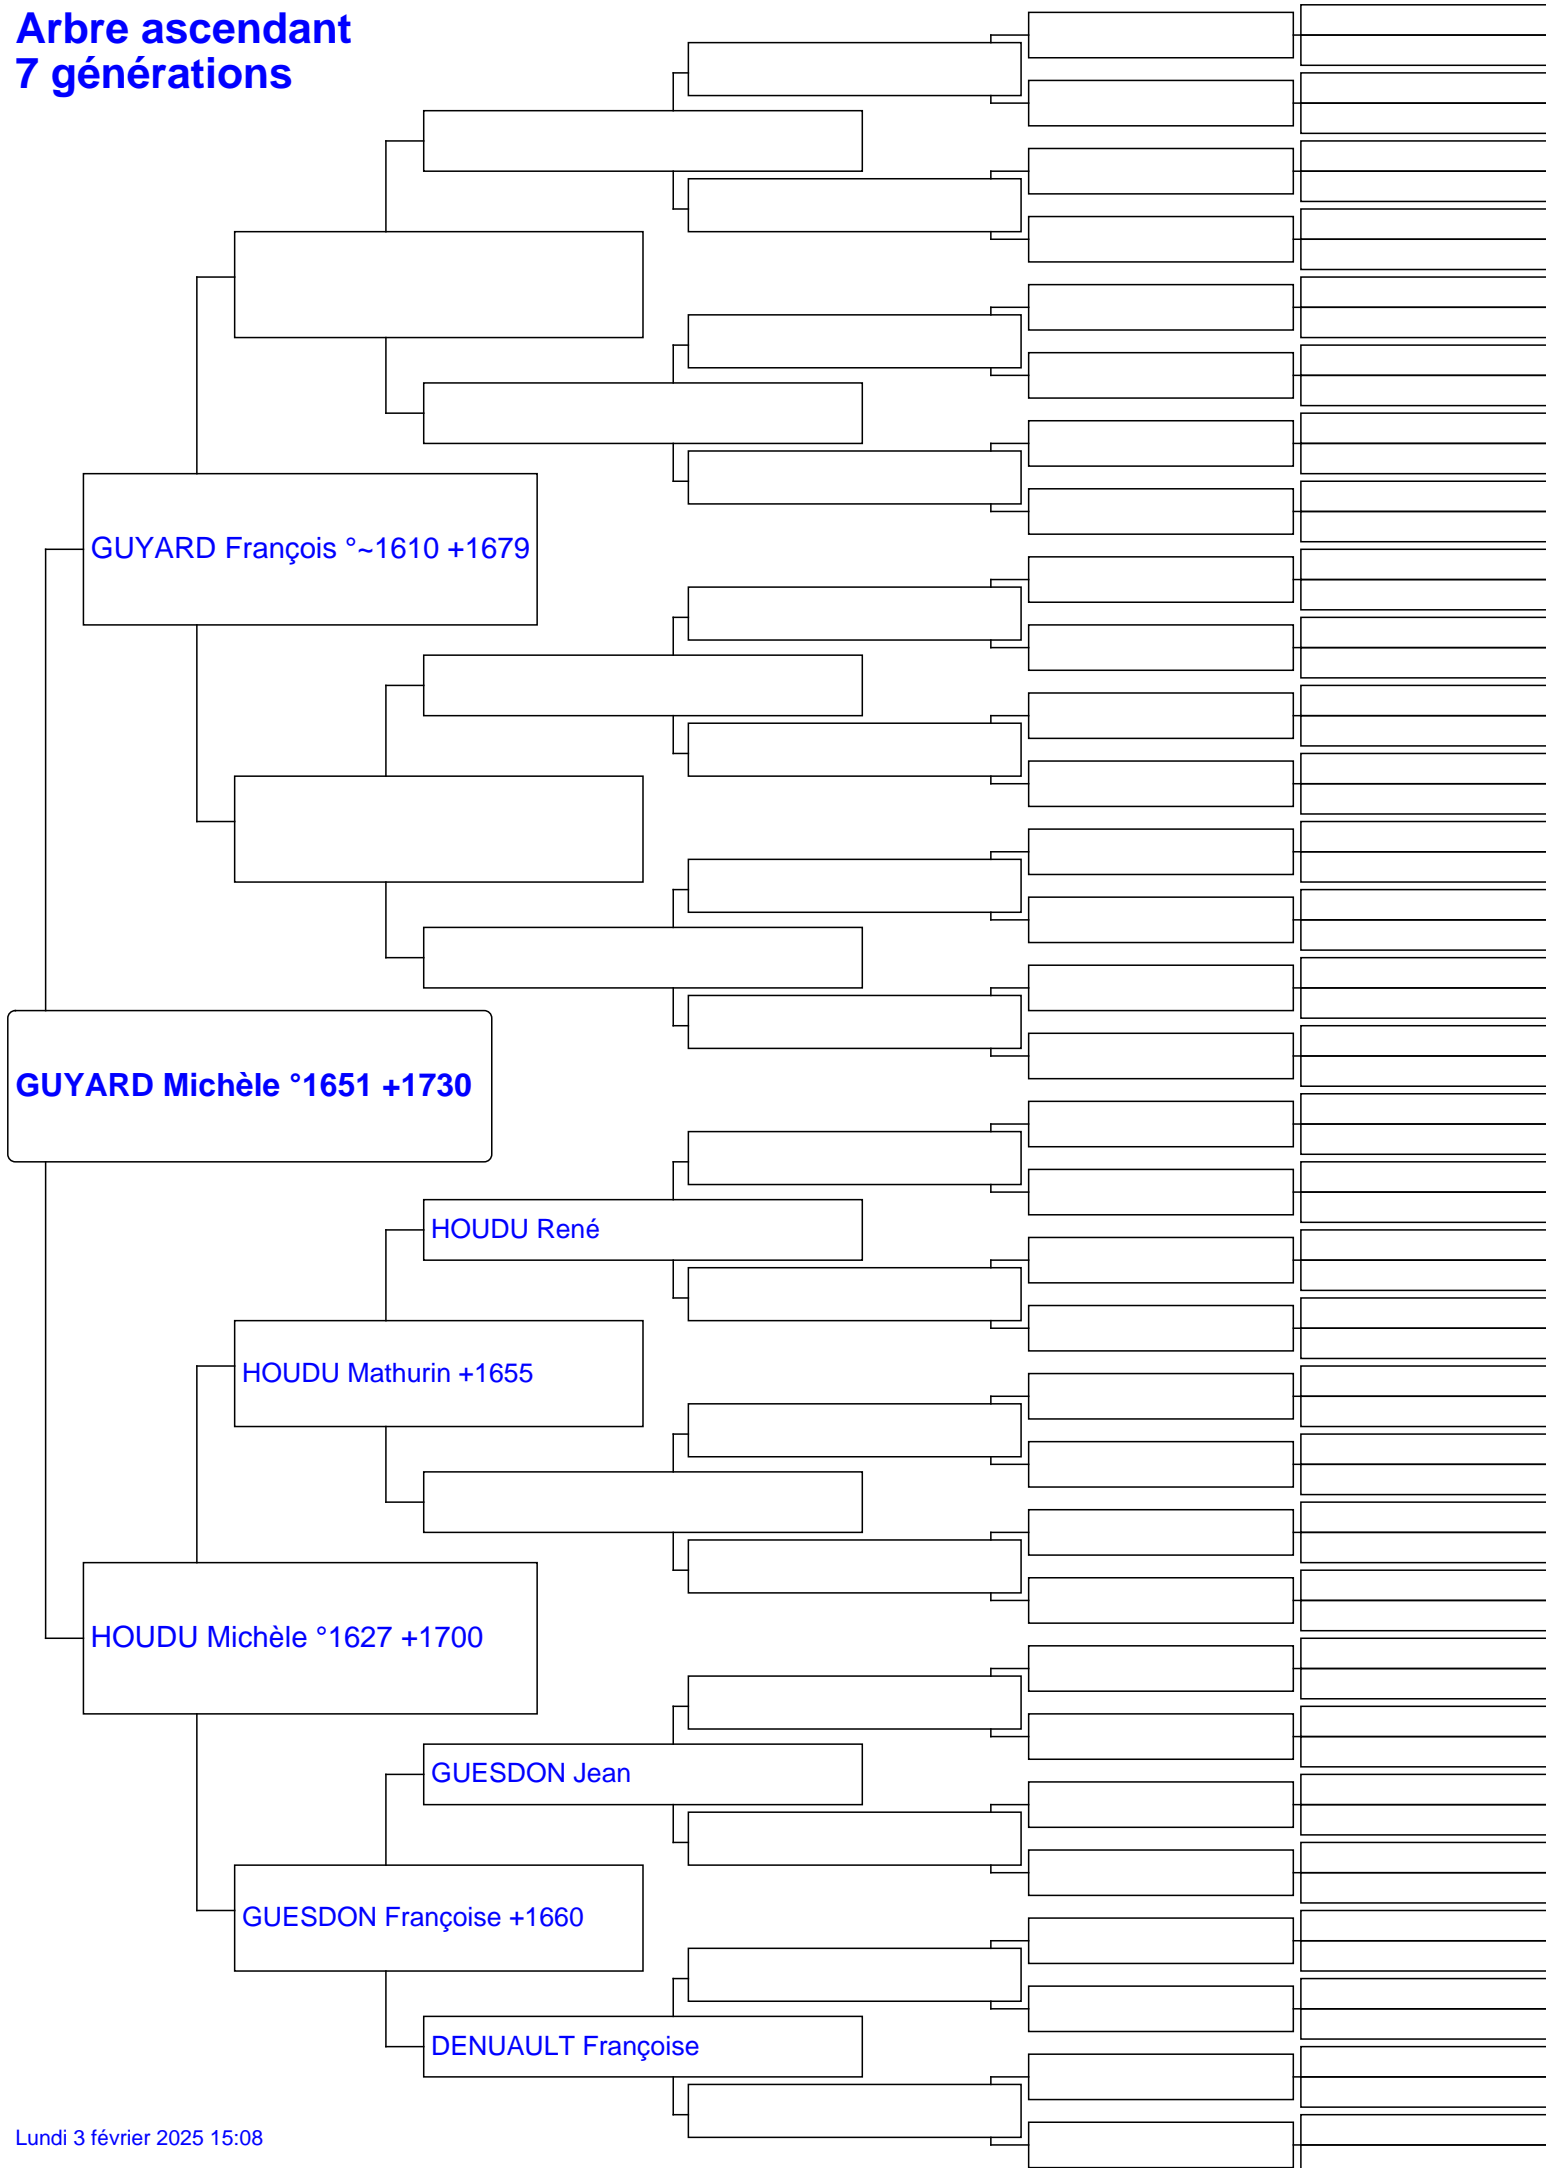 Arbre ascendant
7 générations
GUYARD François °~1610 +1679
GUYARD Michèle °1651 +1730
HOUDU René
HOUDU Mathurin +1655
HOUDU Michèle °1627 +1700
GUESDON Jean
GUESDON Françoise +1660
DENUAULT Françoise
Lundi 3 février 2025 15:08